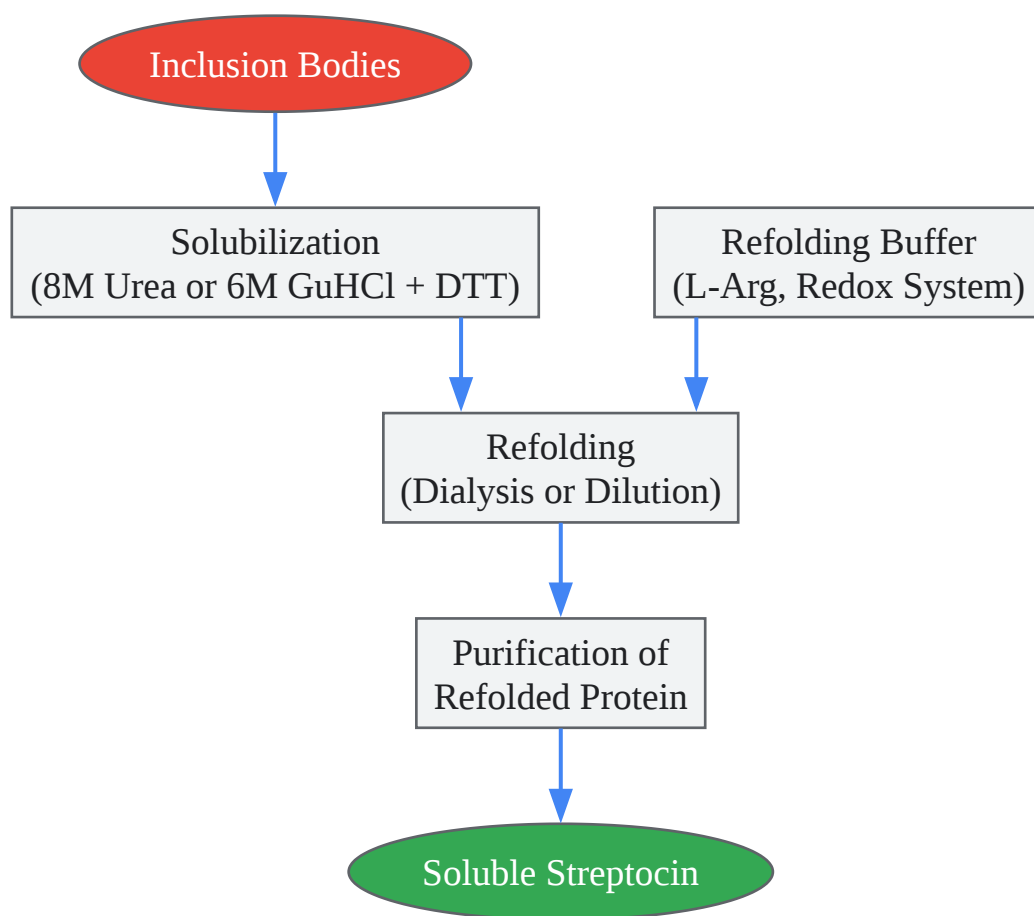 Inclusion Bodies
Solubilization
(8M Urea or 6M GuHCl + DTT)
Refolding Buffer
(L-Arg, Redox System)
Refolding
(Dialysis or Dilution)
Purification of
Refolded Protein
Soluble Streptocin